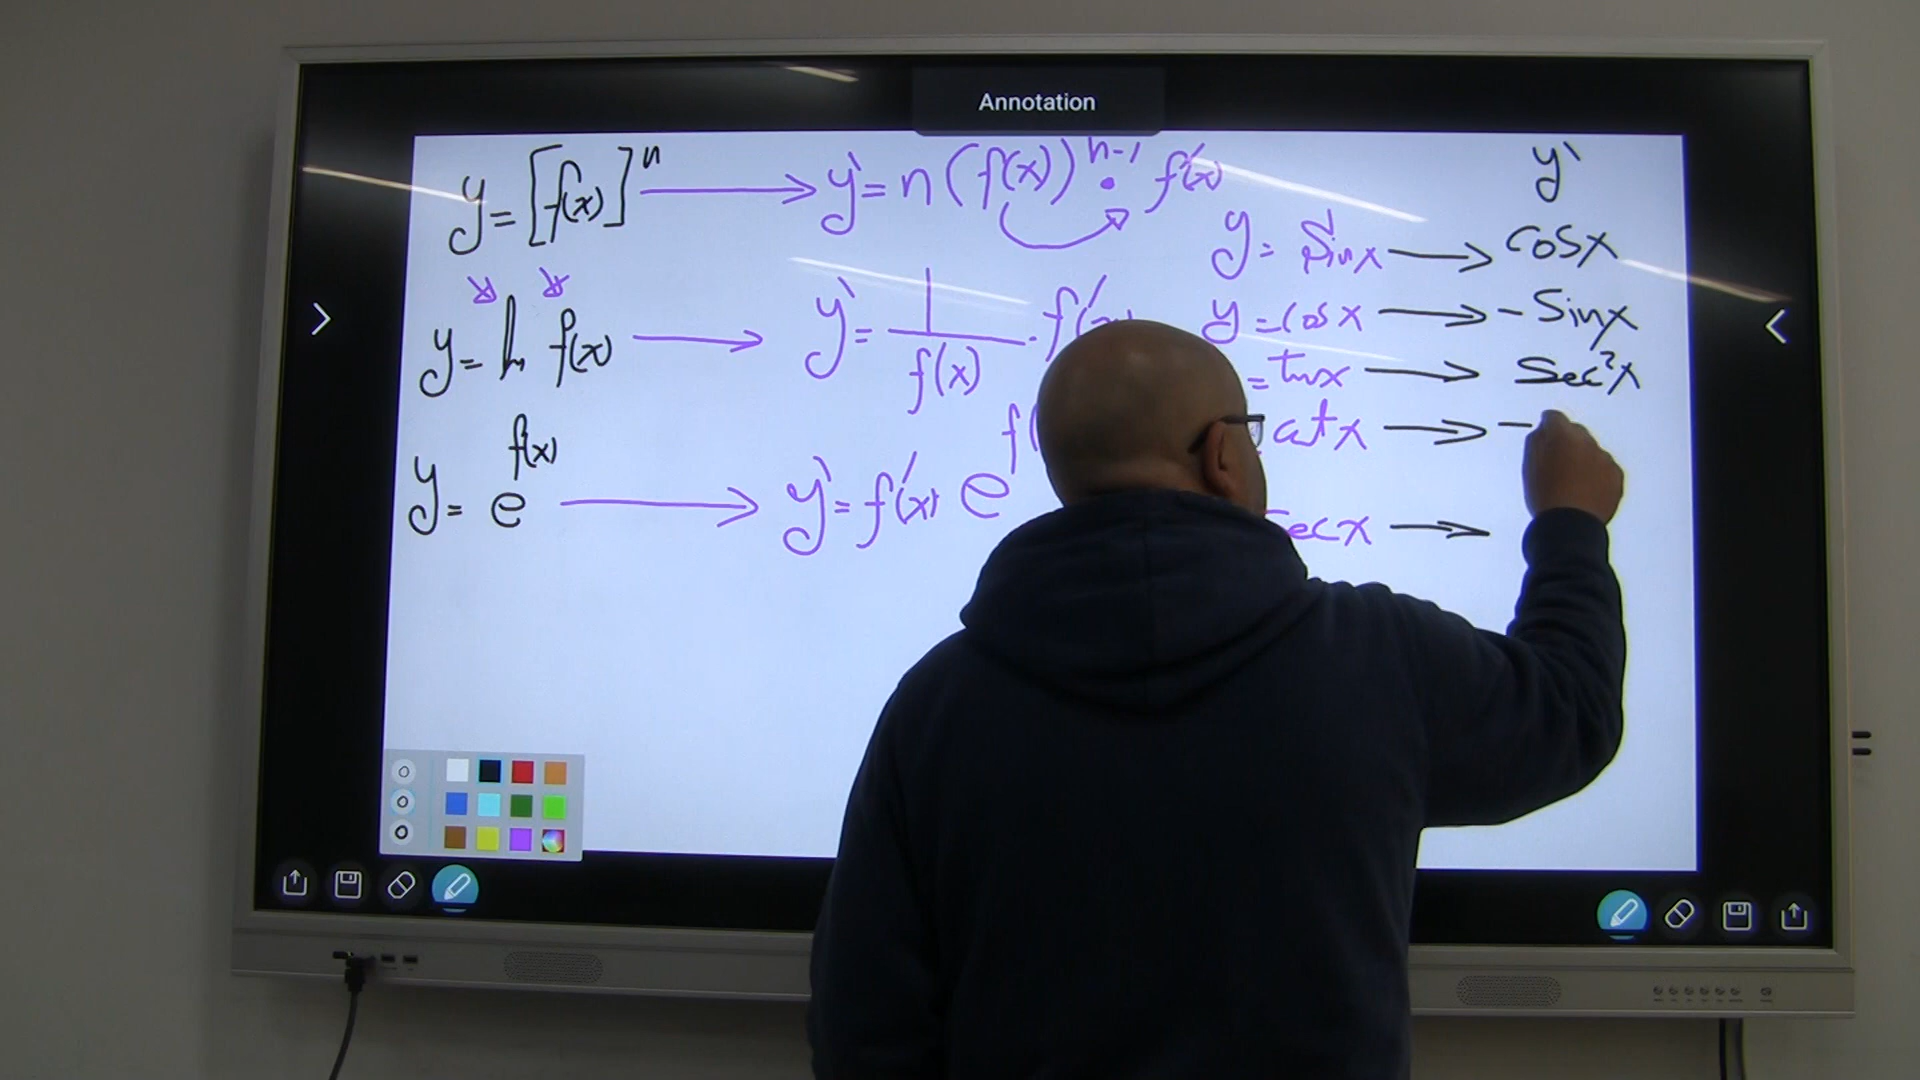 Annotation
y = [f(x)]ⁿ → y` = n (f(x))ⁿ⁻¹ • f'(x)
y = ln f(x) → y` = 1/f(x) . f'(x)
y = e^f(x) → y` = f'(x) e^f(
y`
y = sinx → cosx
y = cosx → - sinx
= tanx → sec²x
cotx → -
secx →